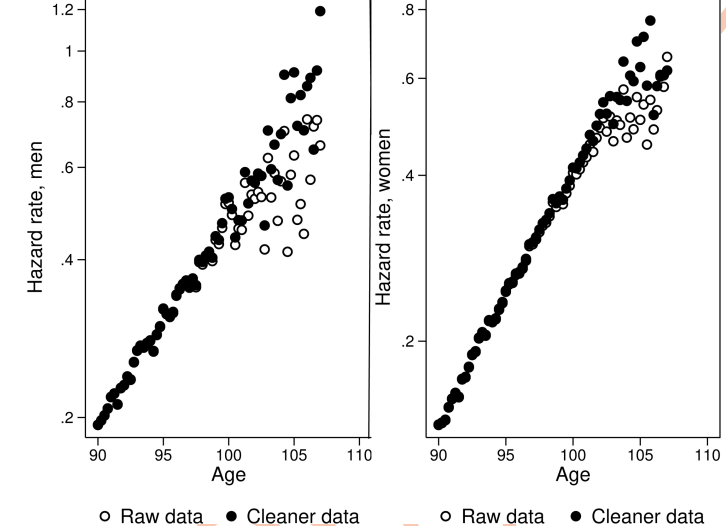 1.2
1
.8
.6
.4
.2
Hazard rate, men
90 95 100 105 110
Age
Raw data Cleaner data
.8
.6
.4
.2
Hazard rate, women
90 95 100 105 110
Age
Raw data Cleaner data